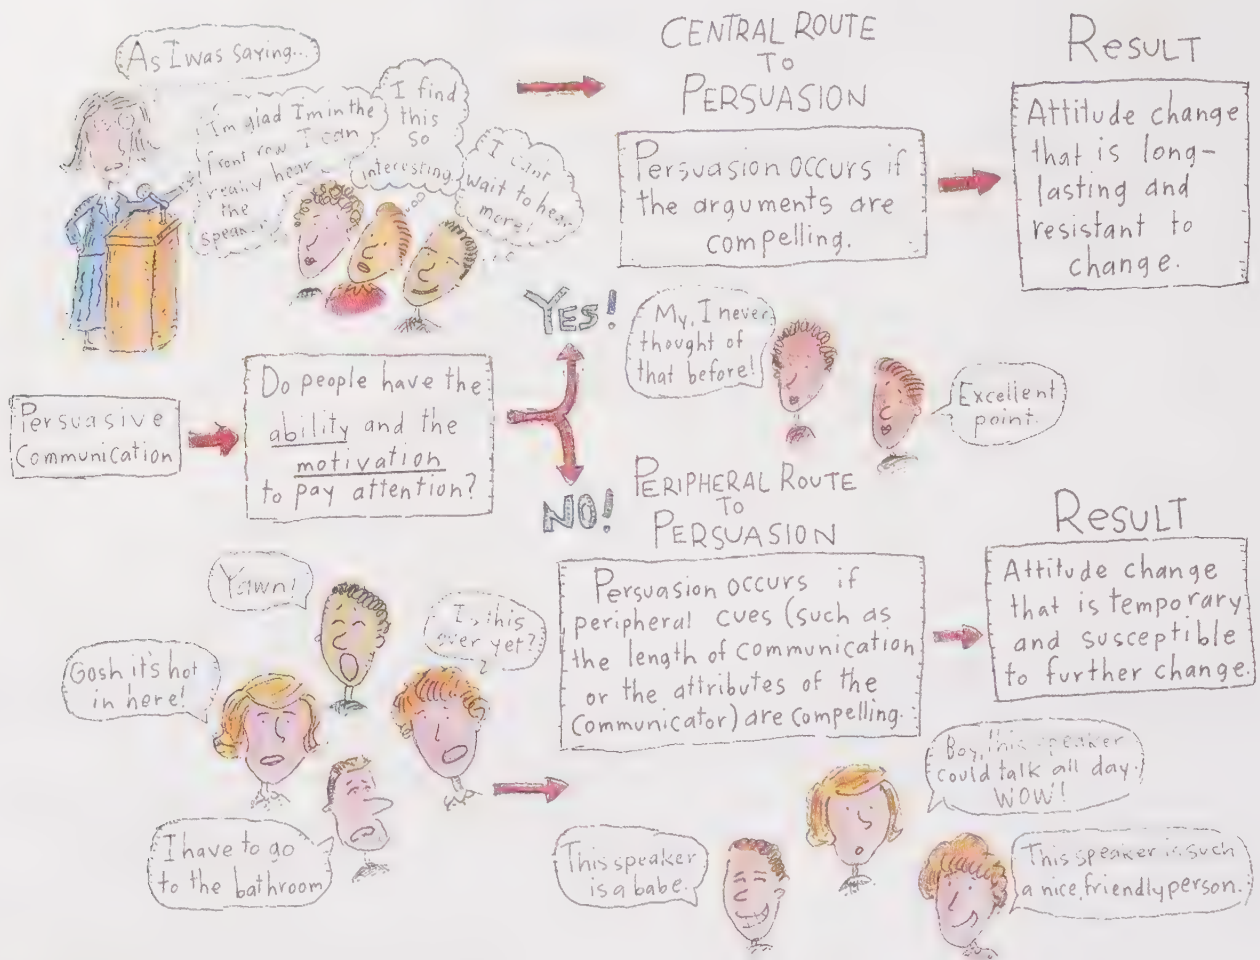 As I was saying...
I'm glad I'm in the
front row. I can
really hear
the
I find
this
so
interesting.
I can't
wait to hear
more!
CENTRAL ROUTE
TO
PERSUASION
Persuasion occurs if
the arguments are
compelling.
RESULT
Attitude change
that is long-
lasting and
resistant to
change.
Persuasive
Communication
Do people have the
ability and the
motivation
to pay attention?
YES!
NO!
My, I never
thought of
that before!
Excellent
point.
PERIPHERAL ROUTE
TO
PERSUASION
Persuasion occurs if
peripheral cues (such as
the length of communication
or the attributes of the
communicator) are compelling.
RESULT
Attitude change
that is temporary
and susceptible
to further change.
Yawn!
Is this
over yet?
Gosh it's hot
in here!
I have to go
to the bathroom
This speaker
is a babe.
Boy, this speaker
could talk all day.
WOW!
This speaker is such
a nice, friendly person.